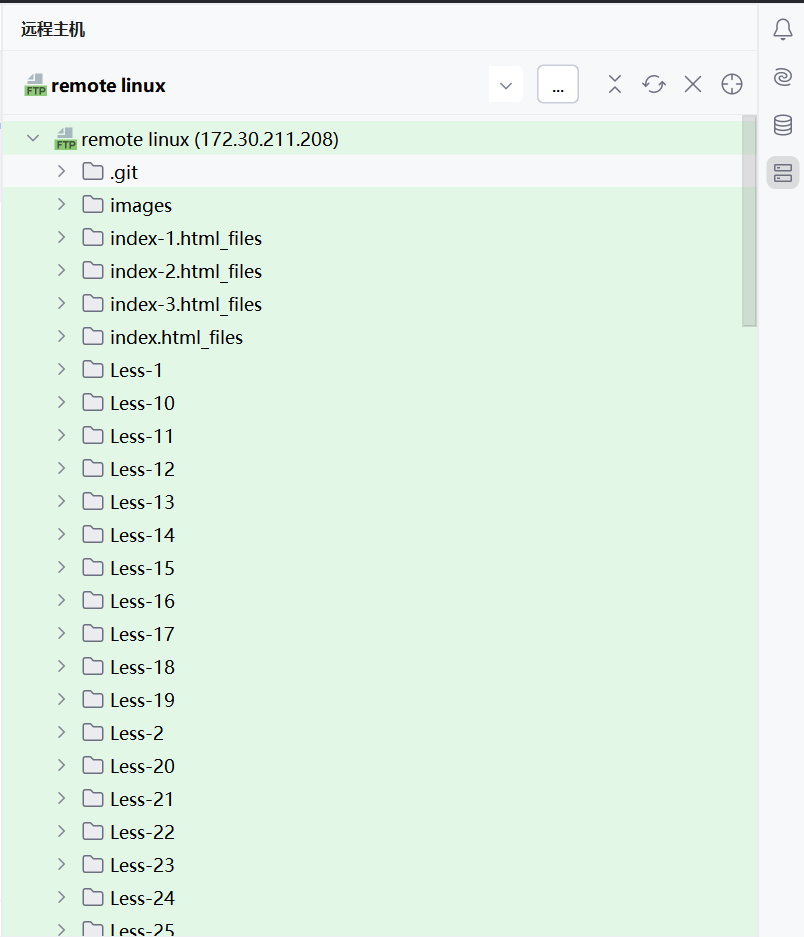 远程主机
FTP remote linux ...
FTP remote linux (172.30.211.208)
.git
images
index-1.html_files
index-2.html_files
index-3.html_files
index.html_files
Less-1
Less-10
Less-11
Less-12
Less-13
Less-14
Less-15
Less-16
Less-17
Less-18
Less-19
Less-2
Less-20
Less-21
Less-22
Less-23
Less-24
Less-25